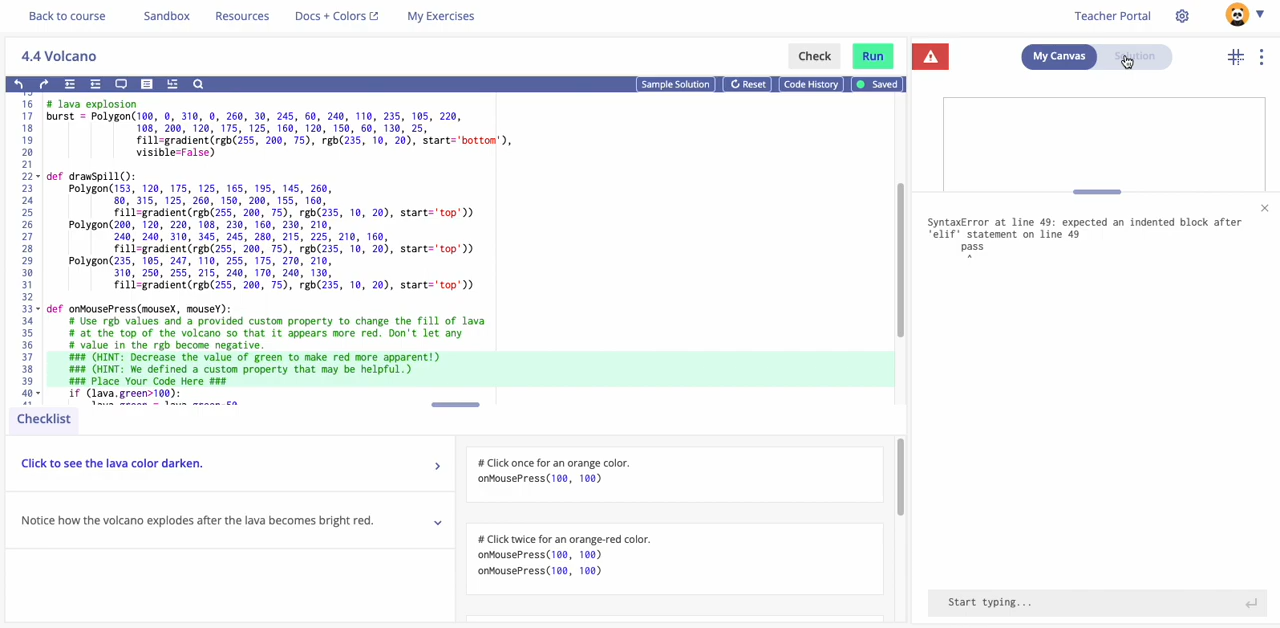 Back to course
Sandbox
Resources
Docs + Colors
My Exercises
Teacher Portal
4.4 Volcano
Check
Run
My Canvas
Solution
Sample Solution
Reset
Code History
Saved
16 # lava explosion
17 burst = Polygon(100, 0, 310, 0, 260, 30, 245, 60, 240, 110, 235, 105, 220,
18 108, 200, 120, 175, 125, 160, 120, 150, 60, 130, 25,
19 fill=gradient(rgb(255, 200, 75), rgb(235, 10, 20), start='bottom'),
20 visible=False)
21
22 def drawSpill():
23 Polygon(153, 120, 175, 125, 165, 195, 145, 260,
24 80, 315, 125, 260, 150, 200, 155, 160,
25 fill=gradient(rgb(255, 200, 75), rgb(235, 10, 20), start='top'))
26 Polygon(200, 120, 220, 108, 230, 160, 230, 210,
27 240, 240, 310, 345, 245, 280, 215, 225, 210, 160,
28 fill=gradient(rgb(255, 200, 75), rgb(235, 10, 20), start='top'))
29 Polygon(235, 105, 247, 110, 255, 175, 270, 210,
30 310, 250, 255, 215, 240, 170, 240, 130,
31 fill=gradient(rgb(255, 200, 75), rgb(235, 10, 20), start='top'))
32
33 def onMousePress(mouseX, mouseY):
34 # Use rgb values and a provided custom property to change the fill of lava
35 # at the top of the volcano so that it appears more red. Don't let any
36 # value in the rgb become negative.
37 ### (HINT: Decrease the value of green to make red more apparent!)
38 ### (HINT: We defined a custom property that may be helpful.)
39 ### Place Your Code Here ###
40 if (lava.green>100):
41 lava.green = lava.green-50
SyntaxError at line 49: expected an indented block after
'elif' statement on line 49
pass
^
Start typing...
Checklist
Click to see the lava color darken.
Notice how the volcano explodes after the lava becomes bright red.
# Click once for an orange color.
onMousePress(100, 100)
# Click twice for an orange-red color.
onMousePress(100, 100)
onMousePress(100, 100)